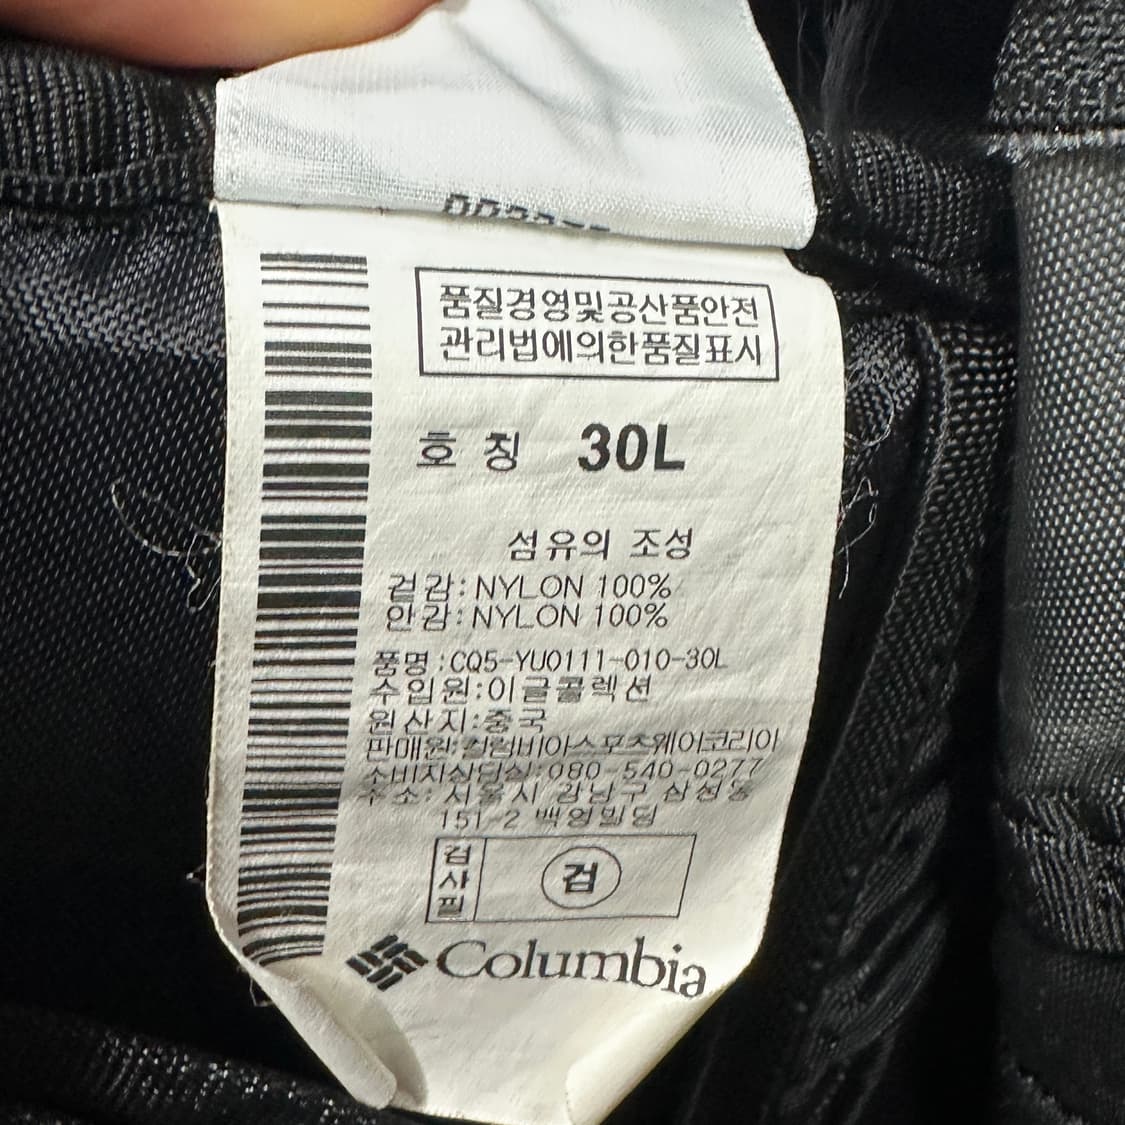 품질경영및공산품안전
관리법에의한품질표시
호 칭 30L
섬유의 조성
겉감:NYLON 100%
안감:NYLON 100%
품명:CQ5-YU0111-010-30L
수입원:이글콜렉션
원산지:중국
판매원:컬럼비아스포츠웨어코리아
소비자상담실:080-540-0277
주소:서울시 강남구 삼성동
151-2 백영빌딩
검사필
검
Columbia